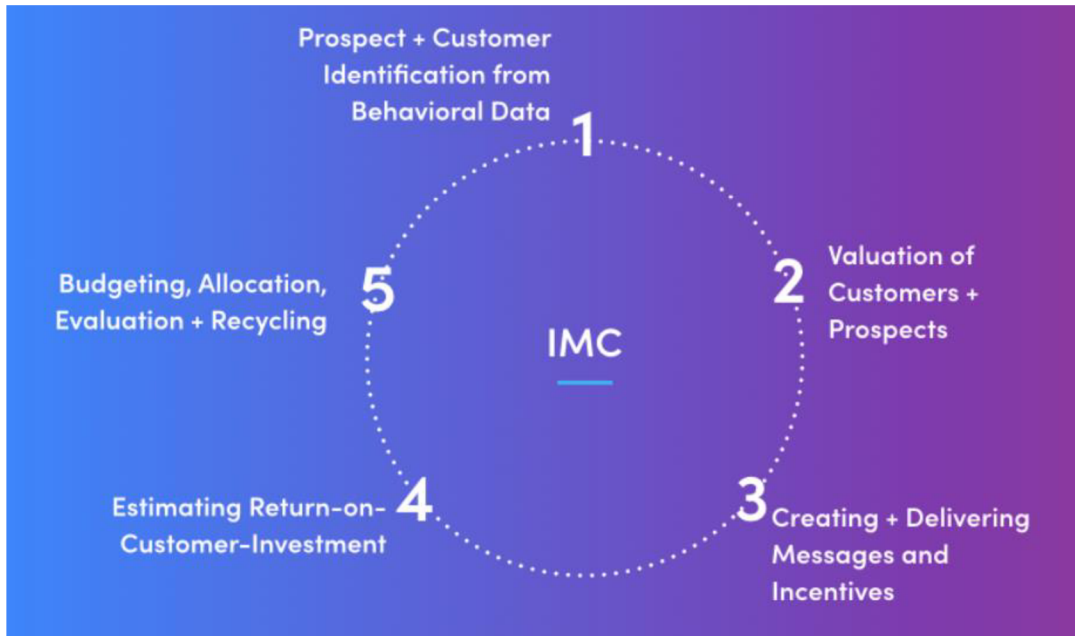 Prospect + Customer
Identification from
Behavioral Data
1
2
Valuation of
Customers +
Prospects
3
Creating + Delivering
Messages and
Incentives
4
Estimating Return-on-
Customer-Investment
5
Budgeting, Allocation,
Evaluation + Recycling
IMC